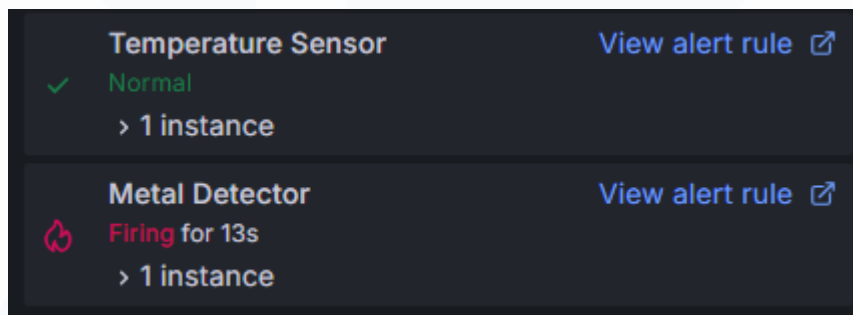 Temperature Sensor View alert rule
Normal
1 instance
Metal Detector View alert rule
Firing for 13s
1 instance